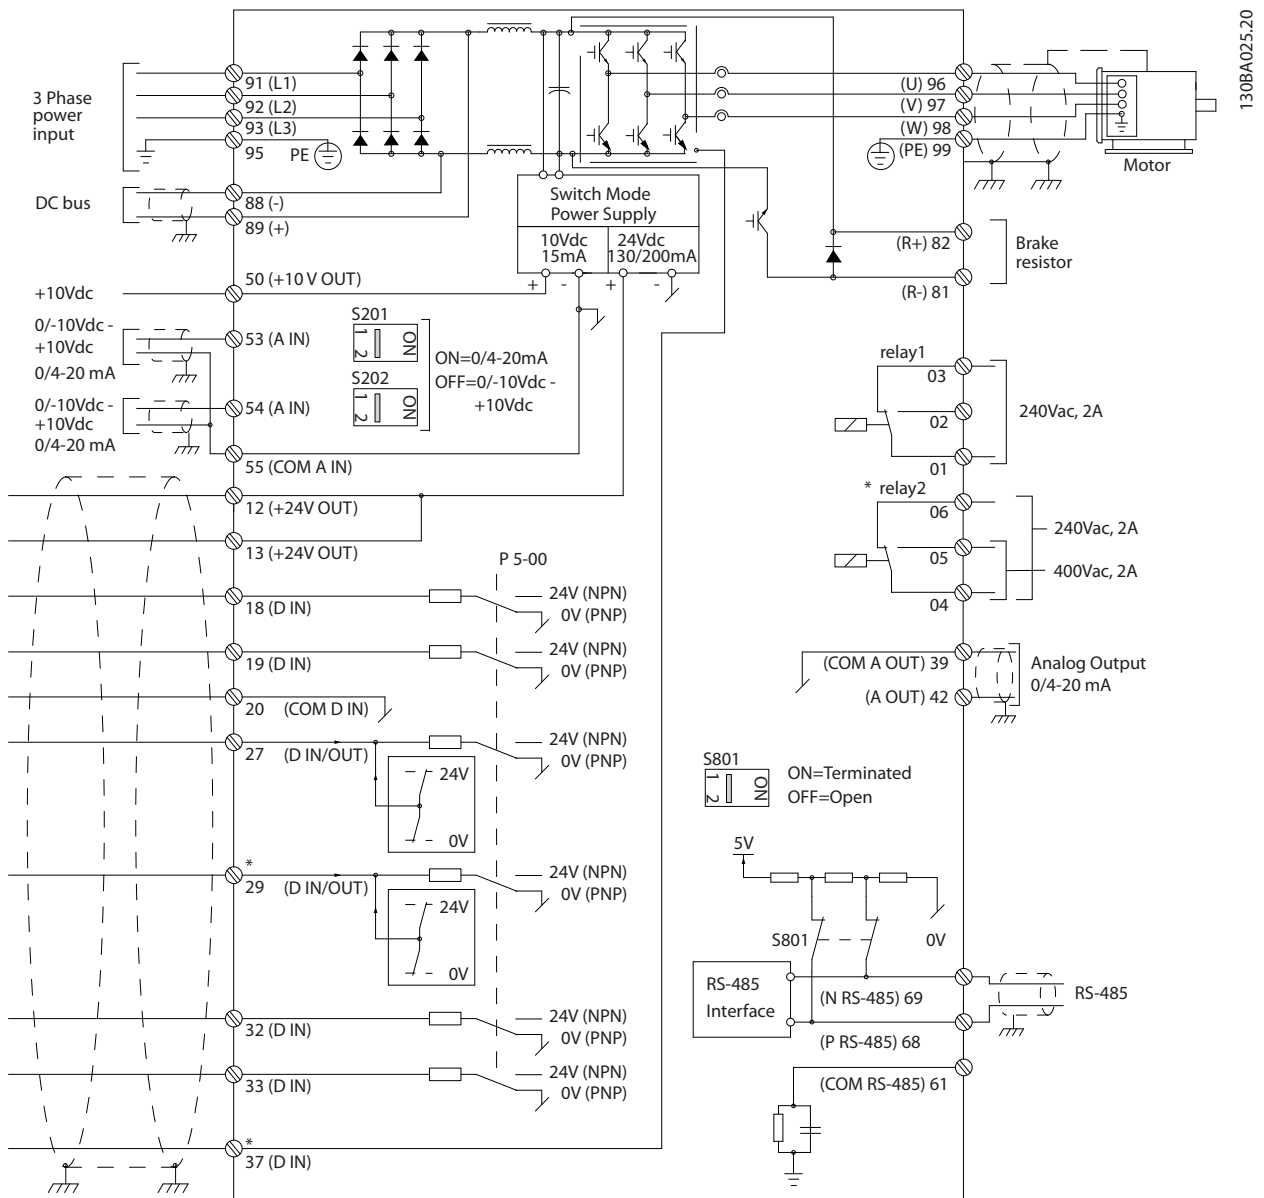 130BA025.20
3 Phase
power
input
91 (L1)
92 (L2)
93 (L3)
95
PE
(U) 96
(V) 97
(W) 98
(PE) 99
Motor
DC bus
88 (-)
89 (+)
Switch Mode
Power Supply
10Vdc
15mA
24Vdc
130/200mA
+ - + -
(R+) 82
(R-) 81
Brake
resistor
+10Vdc
50 (+10 V OUT)
0/-10Vdc -
+10Vdc
0/4-20 mA
53 (A IN)
0/-10Vdc -
+10Vdc
0/4-20 mA
54 (A IN)
55 (COM A IN)
S201
1 2
ON
S202
1 2
ON
ON=0/4-20mA
OFF=0/-10Vdc -
+10Vdc
relay1
03
02
01
240Vac, 2A
* relay2
06
05
04
240Vac, 2A
400Vac, 2A
12 (+24V OUT)
13 (+24V OUT)
P 5-00
18 (D IN)
24V (NPN)
0V (PNP)
19 (D IN)
24V (NPN)
0V (PNP)
20 (COM D IN)
27 (D IN/OUT)
24V (NPN)
0V (PNP)
24V
0V
*
29 (D IN/OUT)
24V (NPN)
0V (PNP)
24V
0V
32 (D IN)
24V (NPN)
0V (PNP)
33 (D IN)
24V (NPN)
0V (PNP)
*
37 (D IN)
(COM A OUT) 39
(A OUT) 42
Analog Output
0/4-20 mA
S801
1 2
ON
ON=Terminated
OFF=Open
5V
S801
0V
RS-485
Interface
(N RS-485) 69
(P RS-485) 68
(COM RS-485) 61
RS-485